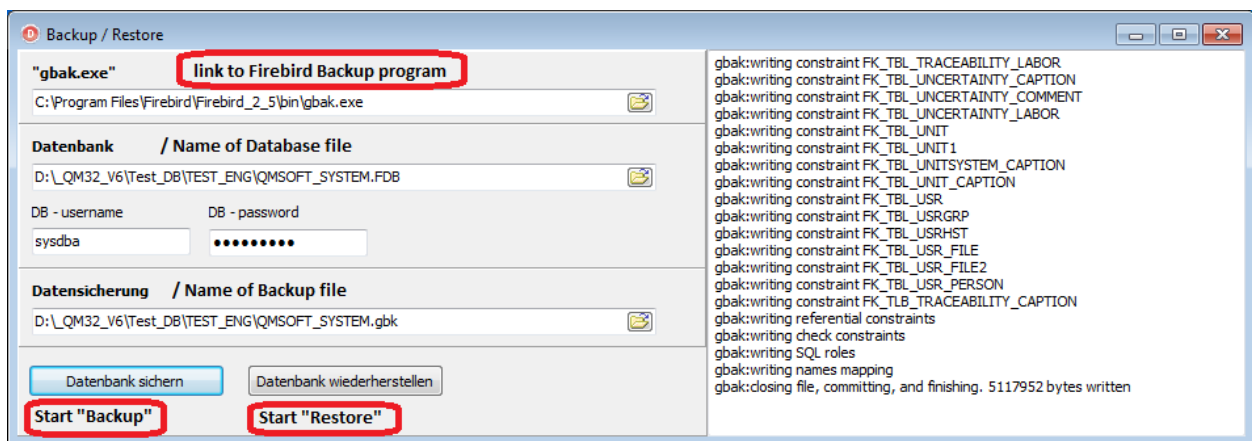 Backup / Restore
"gbak.exe" link to Firebird Backup program
C:\Program Files\Firebird\Firebird_2_5\bin\gbak.exe
Datenbank / Name of Database file
D:\_QM32_V6\Test_DB\TEST_ENG\QMSOFT_SYSTEM.FDB
DB - username DB - password
sysdba ●●●●●●●●●
Datensicherung / Name of Backup file
D:\_QM32_V6\Test_DB\TEST_ENG\QMSOFT_SYSTEM.gbk
Datenbank sichern Datenbank wiederherstellen
Start "Backup" Start "Restore"
gbak:writing constraint FK_TBL_TRACEABILITY_LABOR
gbak:writing constraint FK_TBL_UNCERTAINTY_CAPTION
gbak:writing constraint FK_TBL_UNCERTAINTY_COMMENT
gbak:writing constraint FK_TBL_UNCERTAINTY_LABOR
gbak:writing constraint FK_TBL_UNIT
gbak:writing constraint FK_TBL_UNIT1
gbak:writing constraint FK_TBL_UNITSYSTEM_CAPTION
gbak:writing constraint FK_TBL_UNIT_CAPTION
gbak:writing constraint FK_TBL_USR
gbak:writing constraint FK_TBL_USRGRP
gbak:writing constraint FK_TBL_USRHST
gbak:writing constraint FK_TBL_USR_FILE
gbak:writing constraint FK_TBL_USR_FILE2
gbak:writing constraint FK_TBL_USR_PERSON
gbak:writing constraint FK_TLB_TRACEABILITY_CAPTION
gbak:writing referential constraints
gbak:writing check constraints
gbak:writing SQL roles
gbak:writing names mapping
gbak:closing file, committing, and finishing. 5117952 bytes written